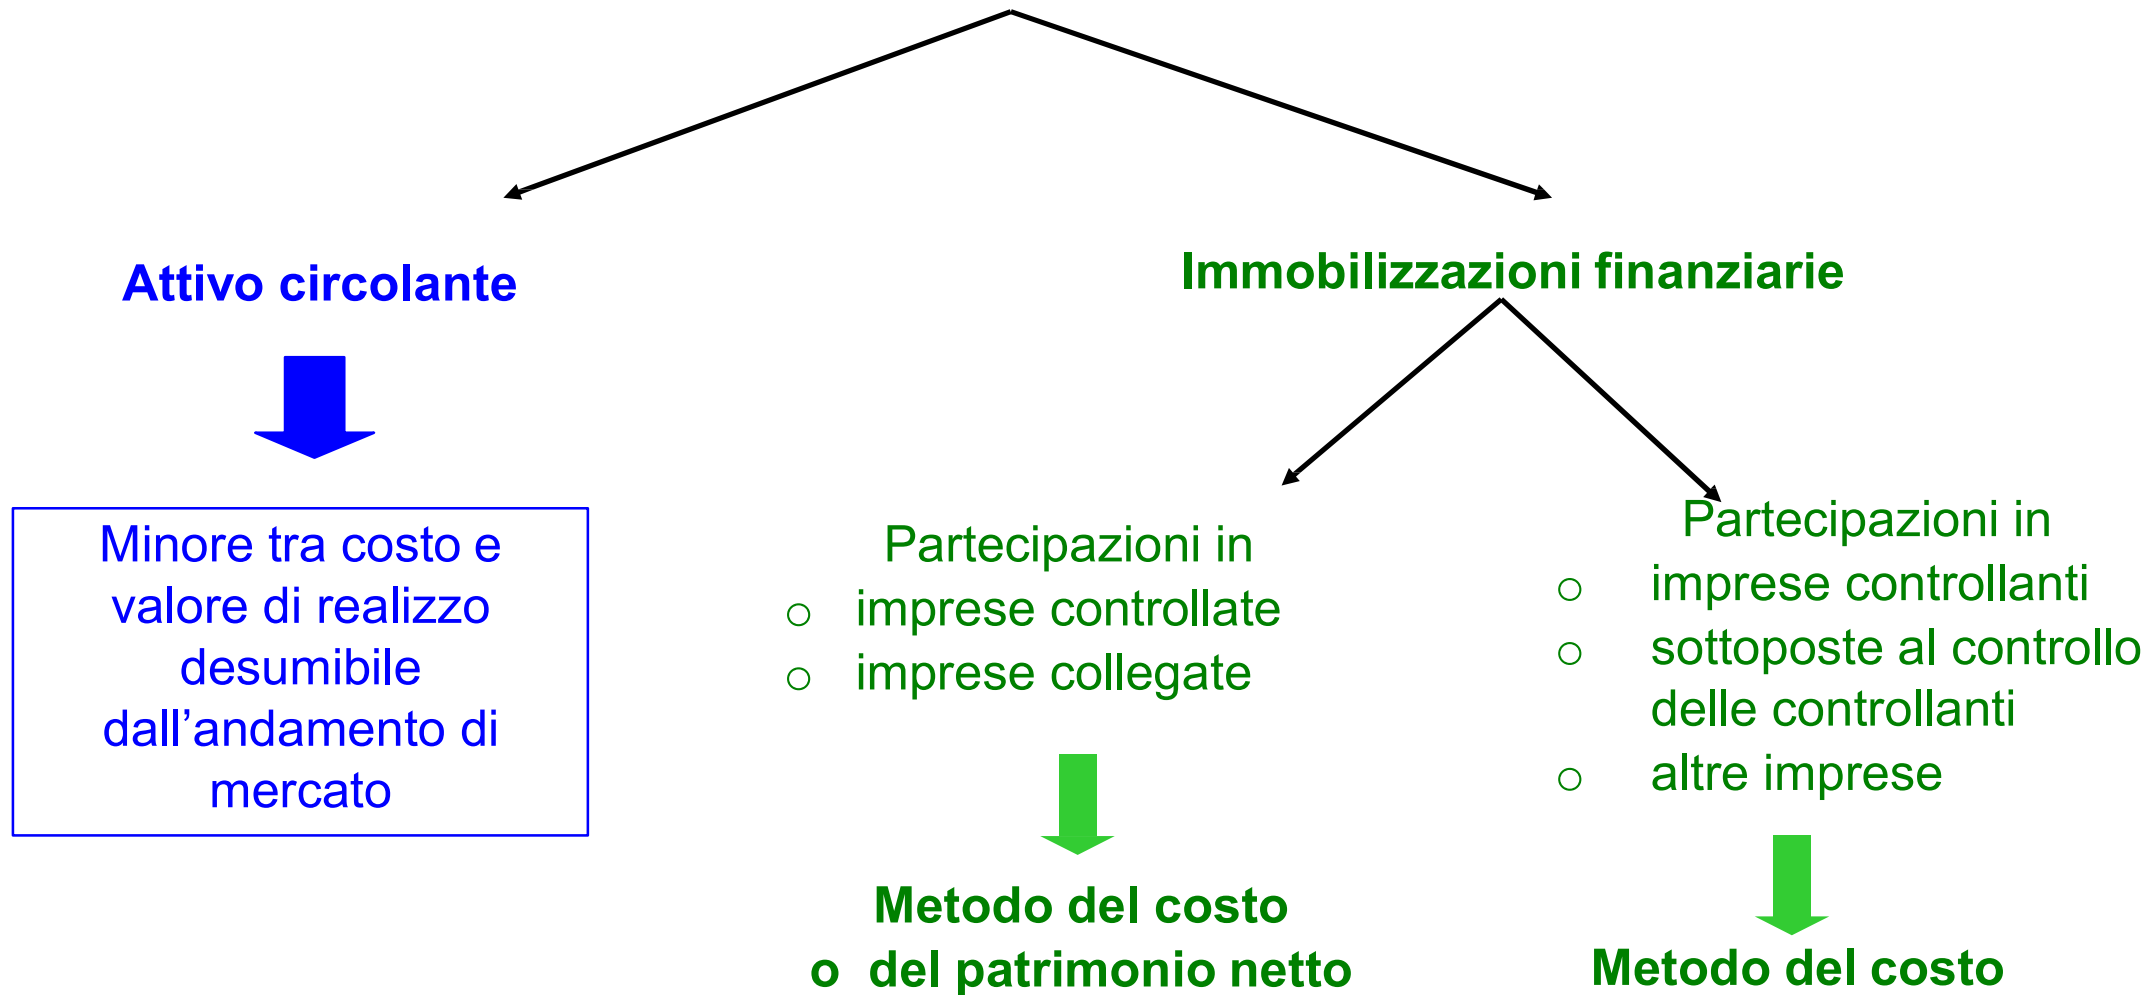 Attivo circolante
Immobilizzazioni finanziarie
Minore tra costo e
valore di realizzo
desumibile
dall’andamento di
mercato
Partecipazioni in
○ imprese controllate
○ imprese collegate
Metodo del costo
o del patrimonio netto
Partecipazioni in
○ imprese controllanti
○ sottoposte al controllo
delle controllanti
○ altre imprese
Metodo del costo